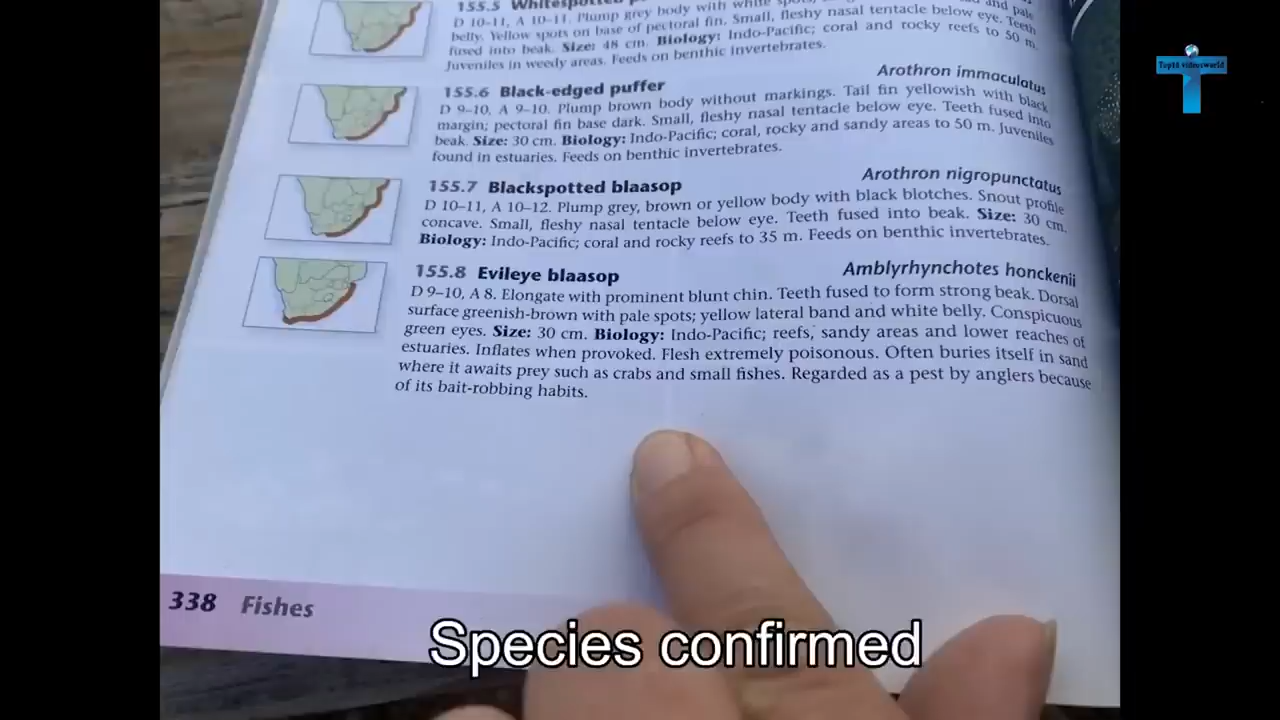 155.5 Whitespotted
D 10–11, A 10–11. Plump grey body with white spots, and pale
belly. Yellow spots on base of pectoral fin. Small, fleshy nasal tentacle below eye. Teeth
fused into beak. Size: 48 cm. Biology: Indo-Pacific; coral and rocky reefs to 50 m.
Juveniles in weedy areas. Feeds on benthic invertebrates.
155.6 Black-edged puffer Arothron immaculatus
D 9–10, A 9–10. Plump brown body without markings. Tail fin yellowish with black
margin; pectoral fin base dark. Small, fleshy nasal tentacle below eye. Teeth fused into
beak. Size: 30 cm. Biology: Indo-Pacific; coral, rocky and sandy areas to 50 m. Juveniles
found in estuaries. Feeds on benthic invertebrates.
155.7 Blackspotted blaasop Arothron nigropunctatus
D 10–11, A 10–12. Plump grey, brown or yellow body with black blotches. Snout profile
concave. Small, fleshy nasal tentacle below eye. Teeth fused into beak. Size: 30 cm.
Biology: Indo-Pacific; coral and rocky reefs to 35 m. Feeds on benthic invertebrates.
155.8 Evileye blaasop Amblyrhynchotes honckenii
D 9–10, A 8. Elongate with prominent blunt chin. Teeth fused to form strong beak. Dorsal
surface greenish-brown with pale spots; yellow lateral band and white belly. Conspicuous
green eyes. Size: 30 cm. Biology: Indo-Pacific; reefs, sandy areas and lower reaches of
estuaries. Inflates when provoked. Flesh extremely poisonous. Often buries itself in sand
where it awaits prey such as crabs and small fishes. Regarded as a pest by anglers because
of its bait-robbing habits.
338 Fishes
Species confirmed
Top10 videosworld